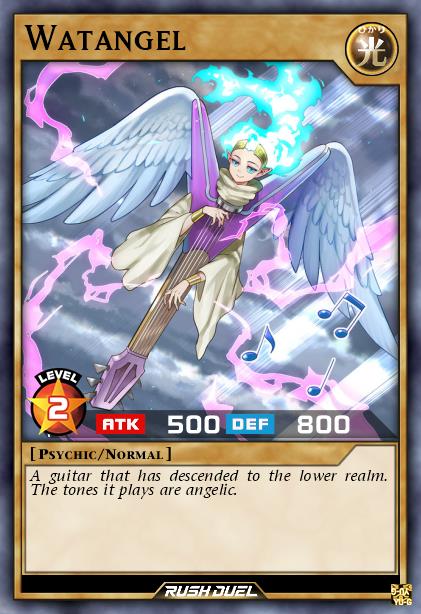 Watangel
ひかり
光
LEVEL
2
ATK 500 DEF 800
[Psychic/Normal]
A guitar that has descended to the lower realm.
The tones it plays are angelic.
RUSH DUEL